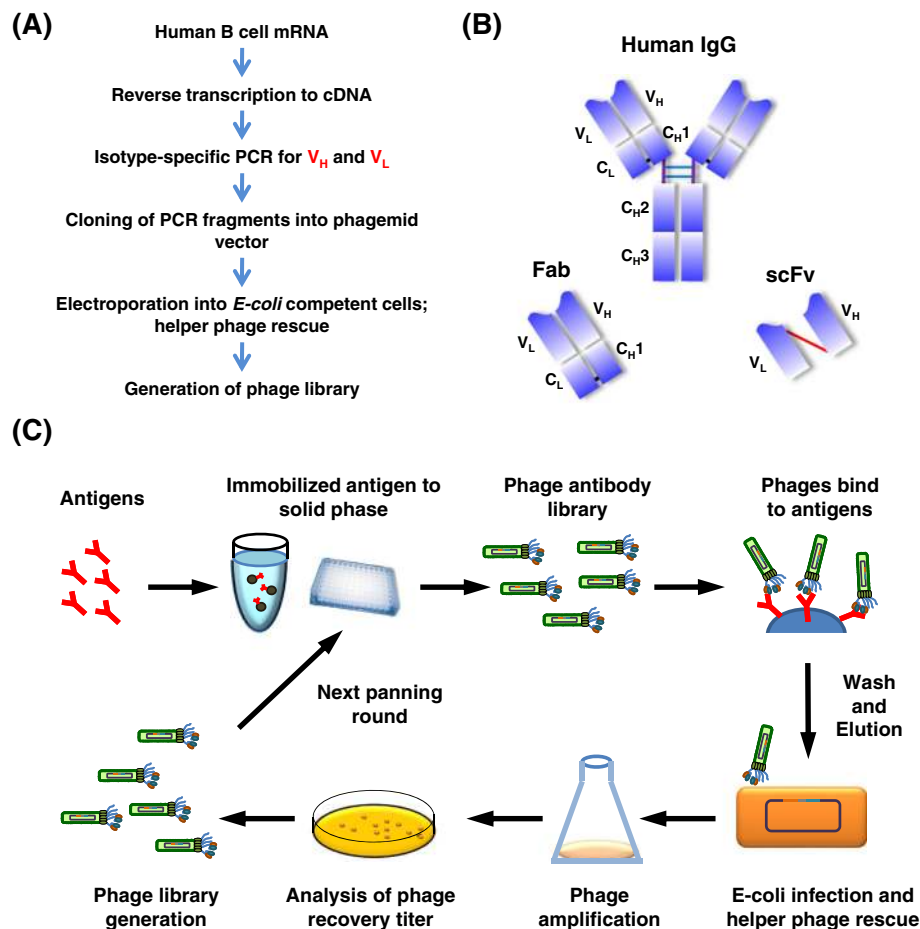 (A)
Human B cell mRNA
Reverse transcription to cDNA
Isotype-specific PCR for VH and VL
Cloning of PCR fragments into phagemid
vector
Electroporation into E-coli competent cells;
helper phage rescue
Generation of phage library
(B)
Human IgG
VH
VL
CH1
CL
CH2
CH3
Fab
VH
VL
CH1
CL
scFv
VH
VL
(C)
Antigens
Immobilized antigen to
solid phase
Phage antibody
library
Phages bind
to antigens
Next panning
round
Wash
and
Elution
Phage library
generation
Analysis of phage
recovery titer
Phage
amplification
E-coli infection and
helper phage rescue